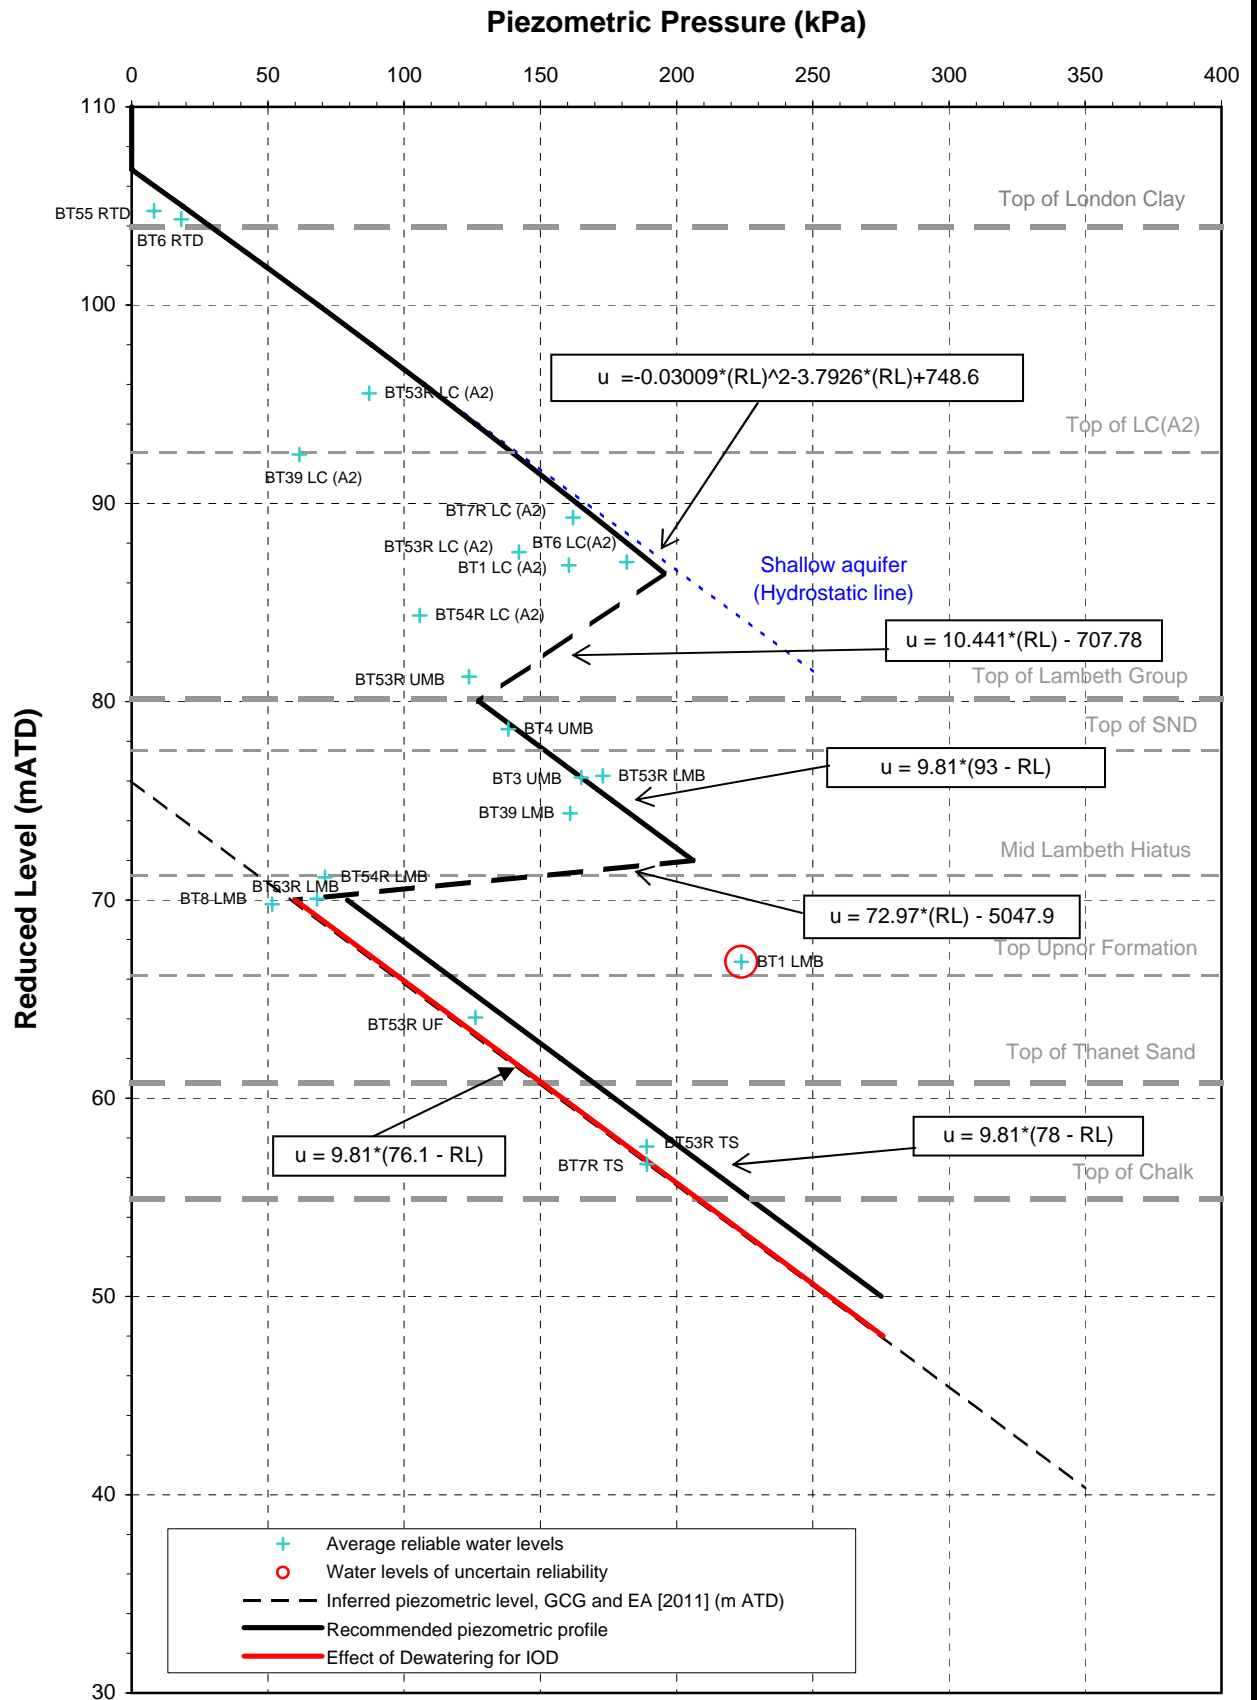 Piezometric Pressure (kPa)
0 50 100 150 200 250 300 350 400
110
Top of London Clay
BT55 RTD
BT6 RTD
100
u =-0.03009*(RL)^2-3.7926*(RL)+748.6
BT53R LC (A2)
Top of LC(A2)
BT39 LC (A2)
90
BT7R LC (A2)
BT53R LC (A2)
BT6 LC(A2)
BT1 LC (A2)
Shallow aquifer
(Hydrostatic line)
BT54R LC (A2)
u = 10.441*(RL) - 707.78
BT53R UMB
Top of Lambeth Group
80
BT4 UMB
Top of SND
u = 9.81*(93 - RL)
BT3 UMB
BT53R LMB
BT39 LMB
Reduced Level (mATD)
Mid Lambeth Hiatus
BT54R LMB
BT53R LMB
BT8 LMB
70
u = 72.97*(RL) - 5047.9
Top Upnor Formation
BT1 LMB
BT53R UF
Top of Thanet Sand
60
u = 9.81*(78 - RL)
BT53R TS
u = 9.81*(76.1 - RL)
BT7R TS
Top of Chalk
50
40
Average reliable water levels
Water levels of uncertain reliability
Inferred piezometric level, GCG and EA [2011] (m ATD)
Recommended piezometric profile
Effect of Dewatering for IOD
30